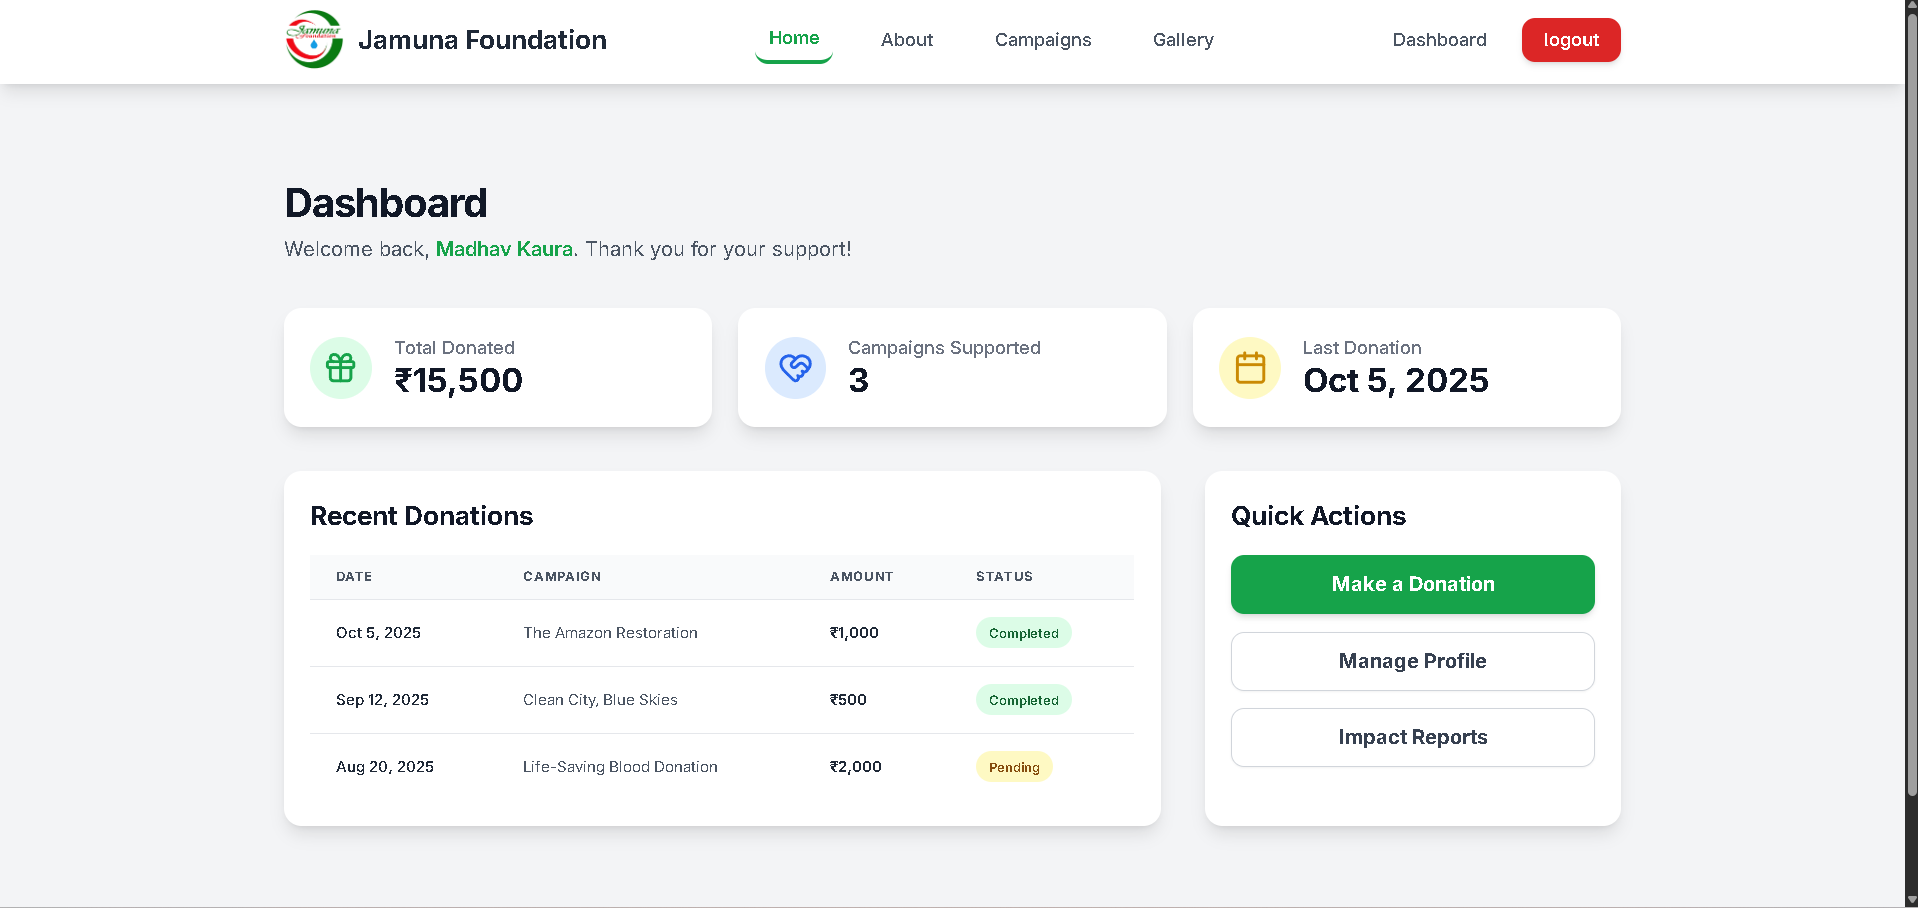 Jamuna
Foundation
Jamuna Foundation
Home
About
Campaigns
Gallery
Dashboard
logout
Dashboard
Welcome back, Madhav Kaura. Thank you for your support!
Total Donated
₹15,500
Campaigns Supported
3
Last Donation
Oct 5, 2025
Recent Donations
DATE CAMPAIGN AMOUNT STATUS
Oct 5, 2025 The Amazon Restoration ₹1,000 Completed
Sep 12, 2025 Clean City, Blue Skies ₹500 Completed
Aug 20, 2025 Life-Saving Blood Donation ₹2,000 Pending
Quick Actions
Make a Donation
Manage Profile
Impact Reports